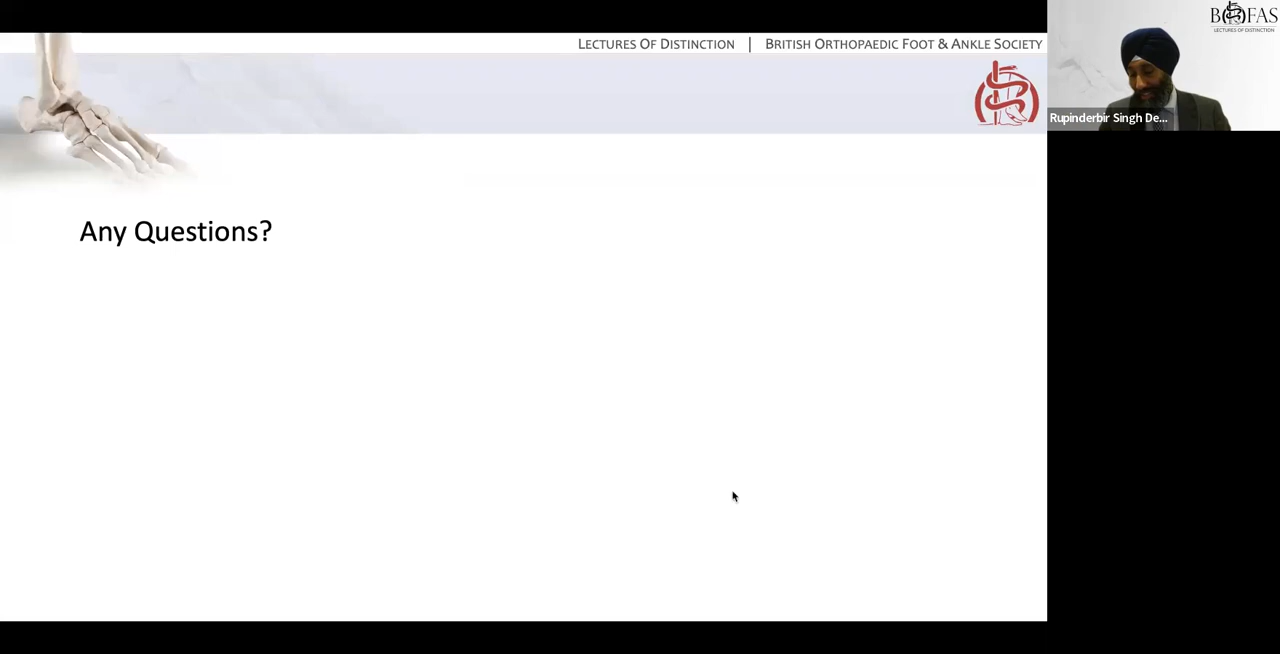 LECTURES OF DISTINCTION | BRITISH ORTHOPAEDIC FOOT & ANKLE SOCIETY
BOFAS
LECTURES OF DISTINCTION
Rupinderbir Singh De...
Any Questions?